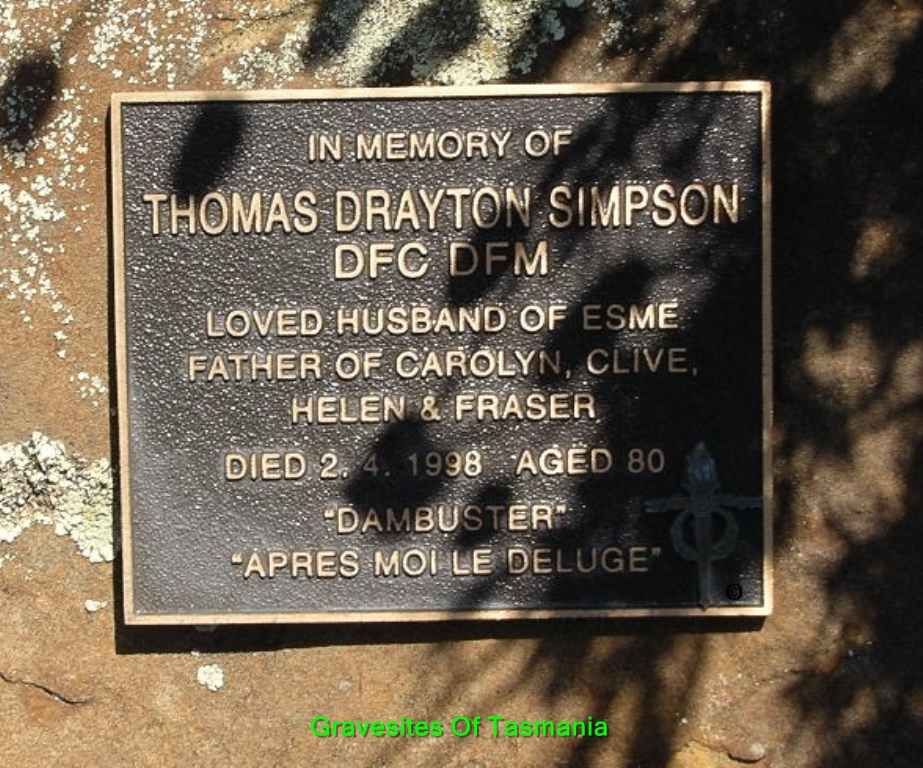 IN MEMORY OF
THOMAS DRAYTON SIMPSON
DFC DFM
LOVED HUSBAND OF ESME
FATHER OF CAROLYN, CLIVE,
HELEN & FRASER
DIED 2. 4. 1998 AGED 80
"DAMBUSTER"
"APRES MOI LE DELUGE"
©
Gravesites Of Tasmania